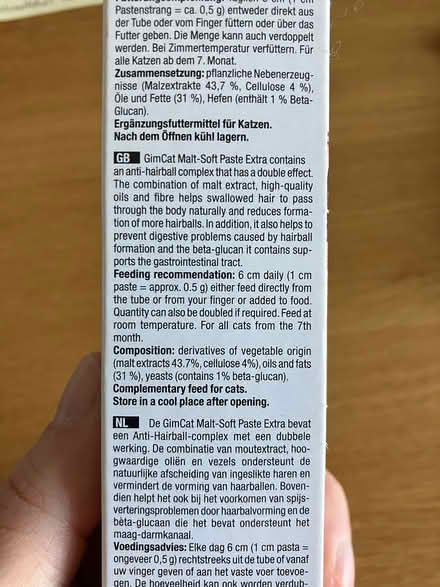 Pastenstrang = ca. 0,5 g) entweder direkt aus
der Tube oder vom Finger füttern oder über das
Futter geben. Die Menge kann auch verdoppelt
werden. Bei Zimmertemperatur verfüttern. Für
alle Katzen ab dem 7. Monat.
Zusammensetzung: pflanzliche Nebenerzeug-
nisse (Malzextrakte 43,7 %, Cellulose 4 %),
Öle und Fette (31 %), Hefen (enthält 1 % Beta-
Glucan).
Ergänzungsfuttermittel für Katzen.
Nach dem Öffnen kühl lagern.
GB GimCat Malt-Soft Paste Extra contains
an anti-hairball complex that has a double effect.
The combination of malt extract, high-quality
oils and fibre helps swallowed hair to pass
through the body naturally and reduces forma-
tion of more hairballs. In addition, it also helps to
prevent digestive problems caused by hairball
formation and the beta-glucan it contains sup-
ports the gastrointestinal tract.
Feeding recommendation: 6 cm daily (1 cm
paste = approx. 0.5 g) either feed directly from
the tube or from your finger or added to food.
Quantity can also be doubled if required. Feed at
room temperature. For all cats from the 7th
month.
Composition: derivatives of vegetable origin
(malt extracts 43.7%, cellulose 4%), oils and fats
(31 %), yeasts (contains 1% beta-glucan).
Complementary feed for cats.
Store in a cool place after opening.
NL De GimCat Malt-Soft Paste Extra bevat
een Anti-Hairball-complex met een dubbele
werking. De combinatie van moutextract, hoo-
gwaardige oliën en vezels ondersteunt de
natuurlijke afscheiding van ingeslikte haren en
vermindert de vorming van haarballen. Boven-
dien helpt het ook bij het voorkomen van spijs-
verteringsproblemen door haarbalvorming en de
bèta-glucaan die het bevat ondersteunt het
maag-darmkanaal.
Voedingsadvies: Elke dag 6 cm (1 cm pasta =
ongeveer 0,5 g) rechtstreeks uit de tube of vanaf
uw vinger geven of aan het vaste voer toevoe-
gen. De hoeveelheid kan ook worden verdub-